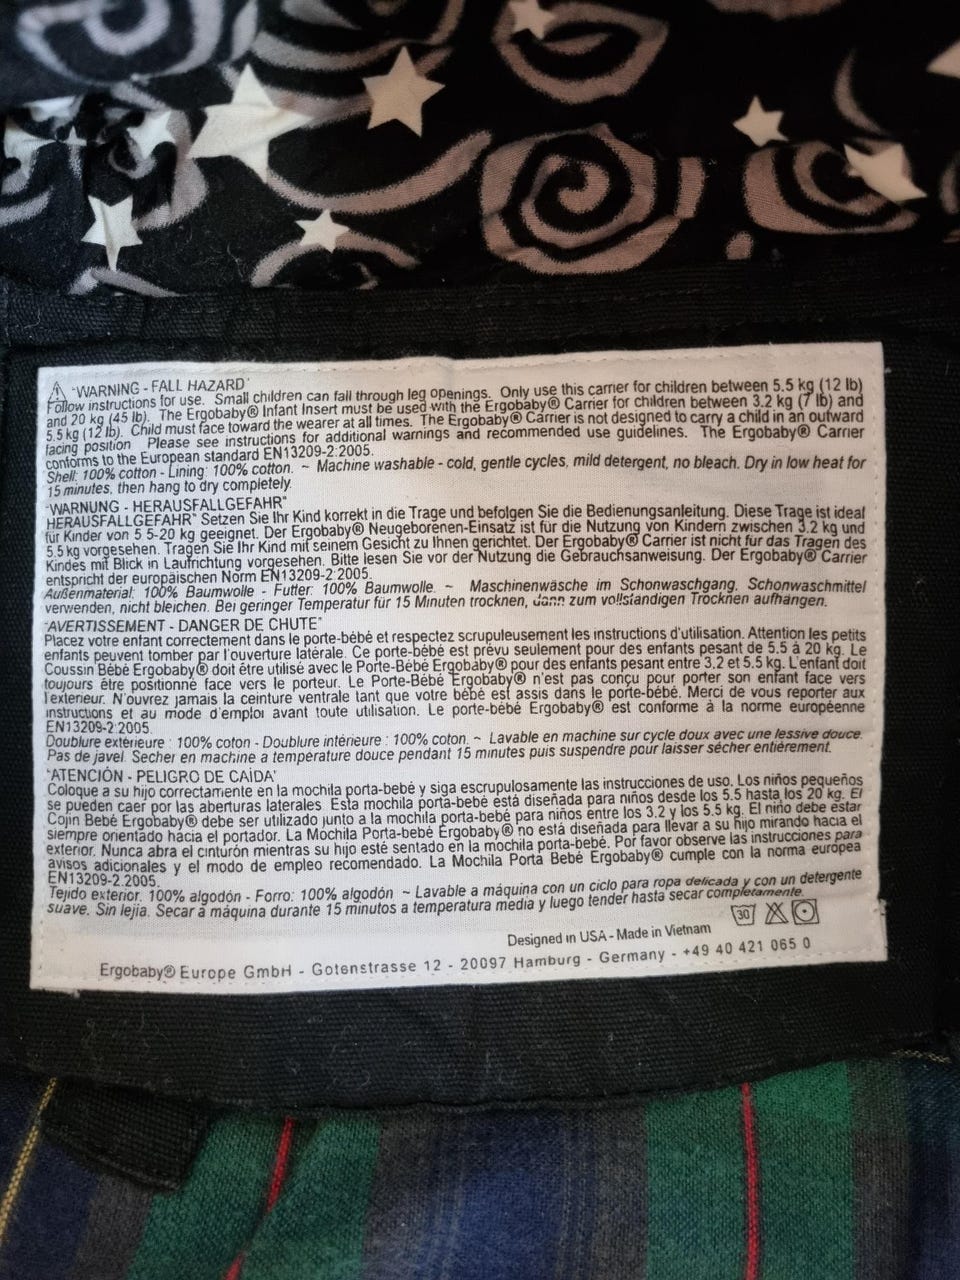 "WARNING - FALL HAZARD"
Follow instructions for use. Small children can fall through leg openings. Only use this carrier for children between 5.5 kg (12 lb)
and 20 kg (45 lb). The Ergobaby® Infant Insert must be used with the Ergobaby® Carrier for children between 3.2 kg (7 lb) and
5.5 kg (12 lb). Child must face toward the wearer at all times. The Ergobaby® Carrier is not designed to carry a child in an outward
facing position. Please see instructions for additional warnings and recommended use guidelines. The Ergobaby® Carrier
conforms to the European standard EN13209-2:2005.
Shell: 100% cotton - Lining: 100% cotton. ~ Machine washable - cold, gentle cycles, mild detergent, no bleach. Dry in low heat for
15 minutes, then hang to dry completely.
"WARNUNG - HERAUSFALLGEFAHR"
HERAUSFALLGEFAHR" Setzen Sie Ihr Kind korrekt in die Trage und befolgen Sie die Bedienungsanleitung. Diese Trage ist ideal
für Kinder von 5.5-20 kg geeignet. Der Ergobaby® Neugeborenen-Einsatz ist für die Nutzung von Kindern zwischen 3.2 kg und
5.5 kg vorgesehen. Tragen Sie Ihr Kind mit seinem Gesicht zu Ihnen gerichtet. Der Ergobaby® Carrier ist nicht für das Tragen des
Kindes mit Blick in Laufrichtung vorgesehen. Bitte lesen Sie vor der Nutzung die Gebrauchsanweisung. Der Ergobaby® Carrier
entspricht der europäischen Norm EN13209-2:2005.
Außenmaterial: 100% Baumwolle - Futter: 100% Baumwolle. ~ Maschinenwäsche im Schonwaschgang, Schonwaschmittel
verwenden, nicht bleichen. Bei geringer Temperatur für 15 Minuten trocknen, dann zum vollständigen Trocknen aufhängen.
"AVERTISSEMENT - DANGER DE CHUTE"
Placez votre enfant correctement dans le porte-bébé et respectez scrupuleusement les instructions d'utilisation. Attention les petits
enfants peuvent tomber par l'ouverture latérale. Ce porte-bébé est prévu seulement pour des enfants pesant de 5.5 à 20 kg. Le
Coussin Bébé Ergobaby® doit être utilisé avec le Porte-Bébé Ergobaby® pour des enfants pesant entre 3.2 et 5.5 kg. L'enfant doit
toujours être positionné face vers le porteur. Le Porte-Bébé Ergobaby® n'est pas conçu pour porter son enfant face vers
l'exterieur. N'ouvrez jamais la ceinture ventrale tant que votre bébé est assis dans le porte-bébé. Merci de vous reporter aux
instructions et au mode d'emploi avant toute utilisation. Le porte-bébé Ergobaby® est conforme à la norme européenne
EN13209-2:2005.
Doublure extérieure : 100% coton - Doublure intérieure : 100% coton. ~ Lavable en machine sur cycle doux avec une lessive douce.
Pas de javel. Sécher en machine a température douce pendant 15 minutes puis suspendre pour laisser sécher entièrement.
"ATENCIÓN - PELIGRO DE CAÍDA"
Coloque a su hijo correctamente en la mochila porta-bebé y siga escrupulosamente las instrucciones de uso. Los niños pequeños
se pueden caer por las aberturas laterales. Esta mochila porta-bebé está diseñada para niños desde los 5.5 hasta los 20 kg. El
Cojín Bebé Ergobaby® debe ser utilizado junto a la mochila porta-bebé para niños entre los 3.2 y los 5.5 kg. El niño debe estar
siempre orientado hacia el portador. La Mochila Porta-bebé Ergobaby® no está diseñada para llevar a su hijo mirando hacia el
exterior. Nunca abra el cinturón mientras su hijo esté sentado en la mochila porta-bebé. Por favor observe las instrucciones para
avisos adicionales y el modo de empleo recomendado. La Mochila Porta Bebé Ergobaby® cumple con la norma europea
EN13209-2:2005.
Tejido exterior: 100% algodón - Forro: 100% algodón ~ Lavable a máquina con un ciclo para ropa delicada y con un detergente
suave. Sin lejia. Secar a máquina durante 15 minutos a temperatura media y luego tender hasta secar completamente.
30
Designed in USA - Made in Vietnam
Ergobaby® Europe GmbH - Gotenstrasse 12 - 20097 Hamburg - Germany - +49 40 421 065 0